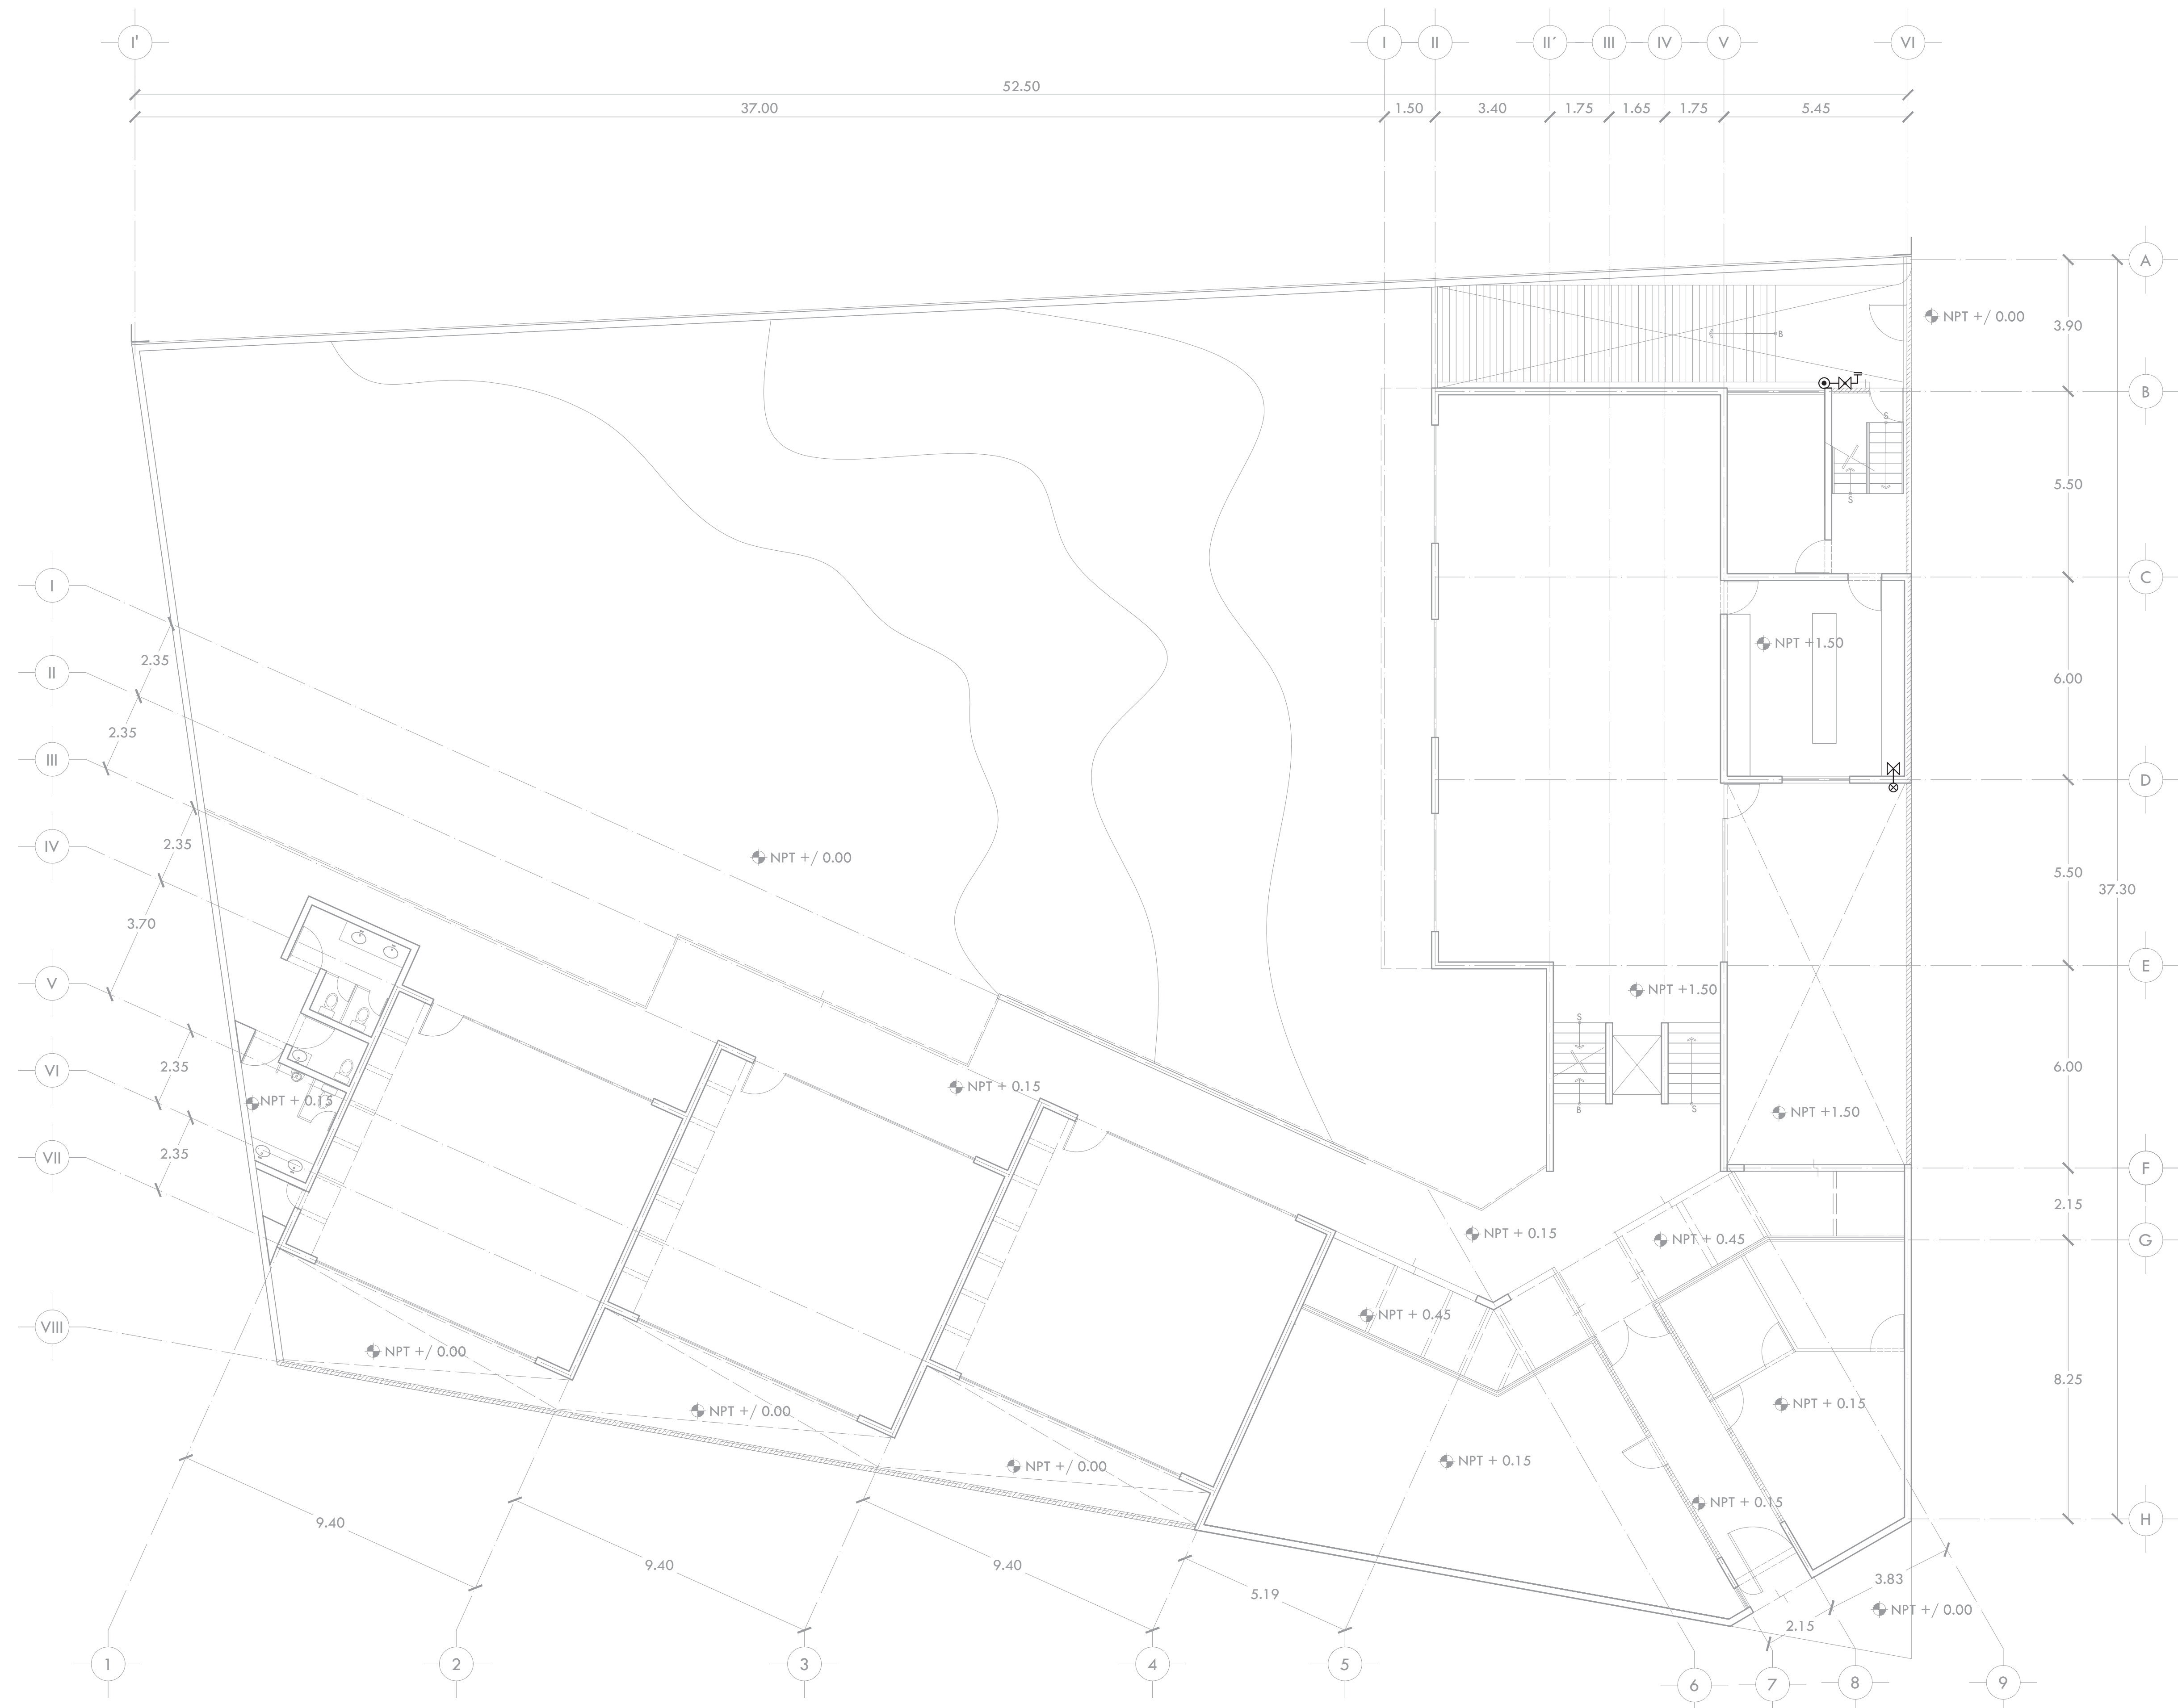 I' I II II´ III IV V VI
52.50
37.00 1.50 3.40 1.75 1.65 1.75 5.45
A
NPT +/ 0.00
3.90
B
B
S
S
5.50
C
I
2.35
NPT +1.50
6.00
II
2.35
III
D
IV
2.35
NPT +/ 0.00
5.50
37.30
3.70
V
E
NPT +1.50
S
B
S
VI
2.35
NPT + 0.15
NPT + 0.15
6.00
NPT +1.50
VII
2.35
F
2.15
NPT + 0.15
NPT + 0.45
G
NPT + 0.45
VIII
NPT +/ 0.00
8.25
NPT +/ 0.00
NPT + 0.15
NPT +/ 0.00
NPT + 0.15
NPT + 0.15
H
9.40
9.40
9.40
5.19
3.83
2.15
NPT +/ 0.00
1 2 3 4 5 6 7 8 9